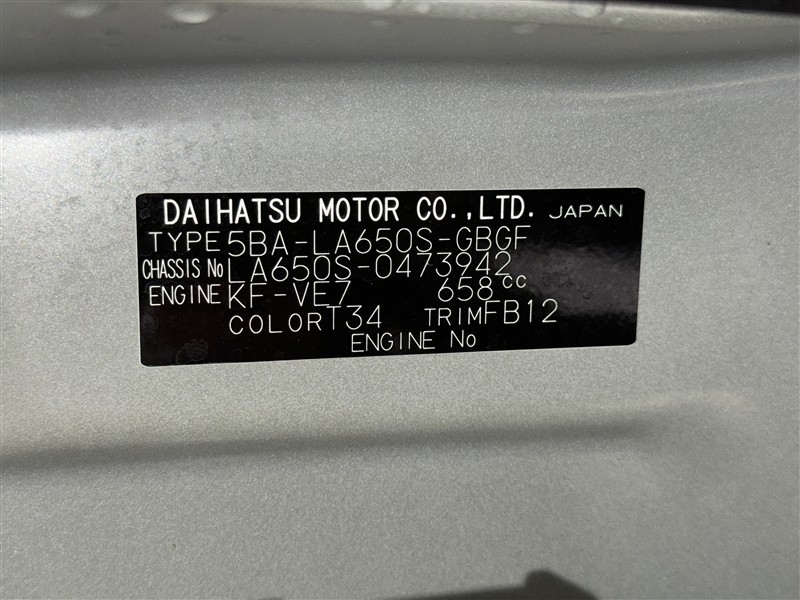 DAIHATSU MOTOR CO.,LTD. JAPAN
TYPE 5BA-LA650S-GBGF
CHASSIS No LA650S-0473942
ENGINE KF-VE7 658cc
COLOR T34 TRIM FB12
ENGINE No